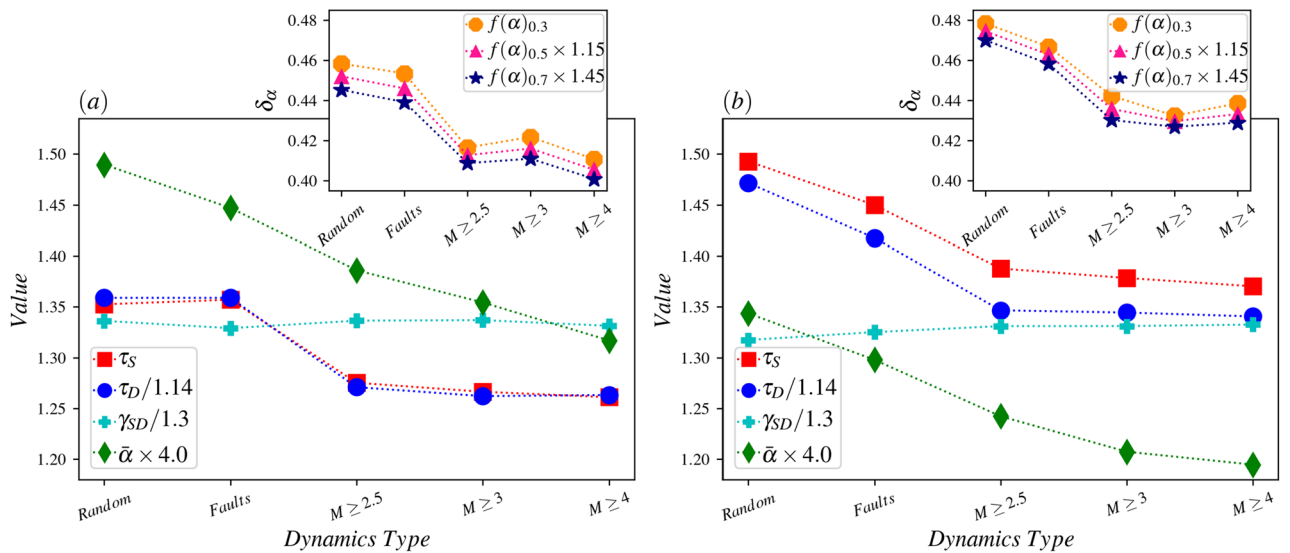 (a)
δα
0.48
0.46
0.44
0.42
0.40
f(α)0.3
f(α)0.5 × 1.15
f(α)0.7 × 1.45
Random
Faults
M ≥ 2.5
M ≥ 3
M ≥ 4
Value
1.50
1.45
1.40
1.35
1.30
1.25
1.20
τS
τD/1.14
γSD/1.3
ᾱ × 4.0
Random
Faults
M ≥ 2.5
M ≥ 3
M ≥ 4
Dynamics Type
(b)
δα
0.48
0.46
0.44
0.42
0.40
f(α)0.3
f(α)0.5 × 1.15
f(α)0.7 × 1.45
Random
Faults
M ≥ 2.5
M ≥ 3
M ≥ 4
Value
1.50
1.45
1.40
1.35
1.30
1.25
1.20
τS
τD/1.14
γSD/1.3
ᾱ × 4.0
Random
Faults
M ≥ 2.5
M ≥ 3
M ≥ 4
Dynamics Type